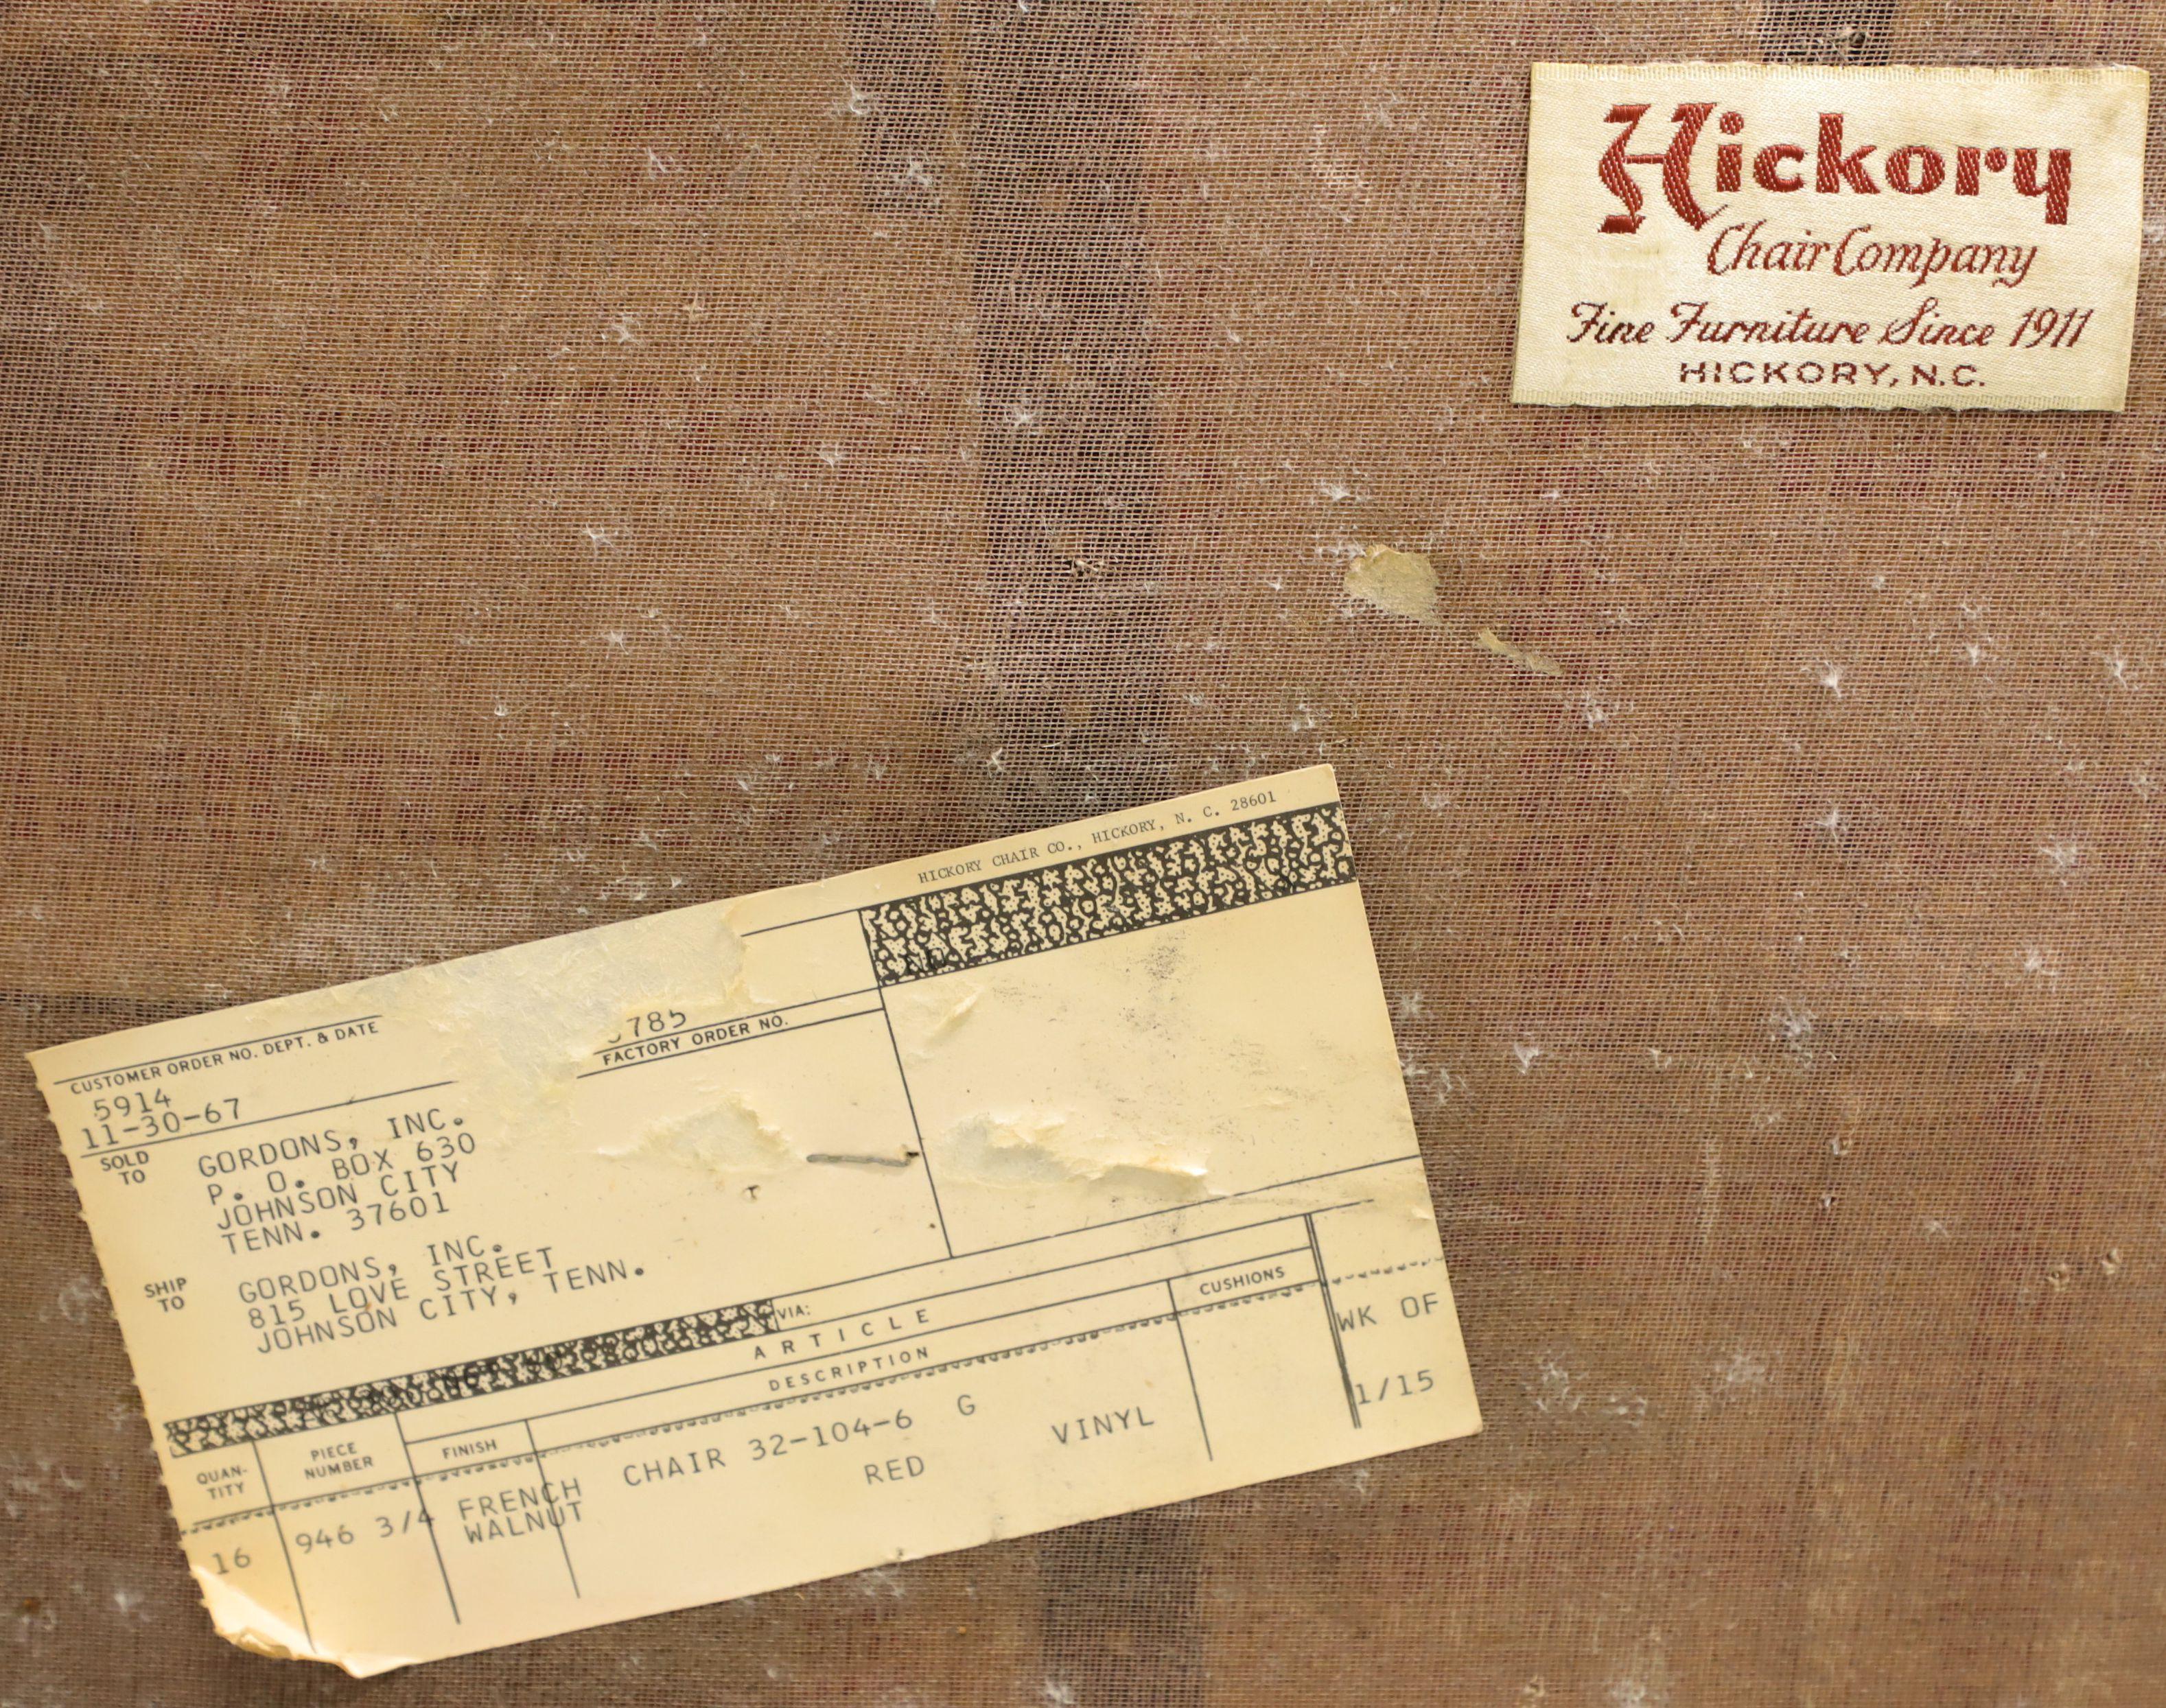 Hickory
Chair Company
Fine Furniture Since 1911
HICKORY, N.C.
HICKORY CHAIR CO., HICKORY, N. C. 28601
CUSTOMER ORDER NO. DEPT. & DATE
785
FACTORY ORDER NO.
5914
11-30-67
SOLD TO
GORDONS, INC.
P. O. BOX 630
JOHNSON CITY
TENN. 37601
SHIP TO
GORDONS, INC.
815 LOVE STREET
JOHNSON CITY, TENN.
VIA:
ARTICLE
QUAN-TITY
PIECE NUMBER
FINISH
DESCRIPTION
CUSHIONS
WK OF
1/15
16
946 3/4
FRENCH WALNUT
CHAIR 32-104-6 G
RED
VINYL